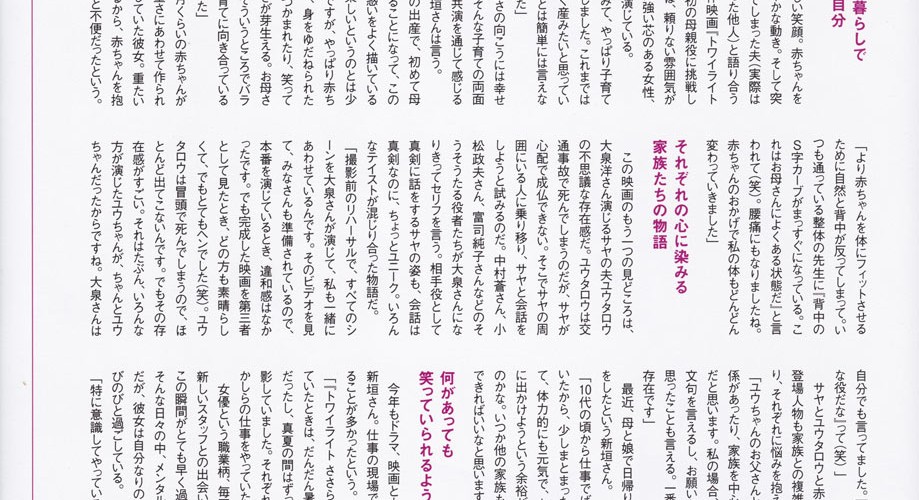 暮らしで
自分
い笑顔。赤ちゃんを
かな動き。そして突
てしまった夫（実際は
た他人）と語り合う
作映画『トワイライト
初の母親役に挑戦し
は、頼りない雰囲気が
強い芯のある女性、
演じている。
みて、やっぱり子育て
しました。これまでは
く産みたいと思ってい
とは簡単には言えな
さの向こうには幸せ
そんな子育ての両面
共演を通じて感じる
垣さんは言う。
の出産で、初めて母
ることになって、この
惑いをよく描いている
しいというのとは少
ですが、やっぱり赤ち
、身をゆだねられた
つかまれたり、笑って
そういうところでバラ
とが芽生える。お母さ
育てに向き合っている
た」
月くらいの赤ちゃんが
さにあわせて作られ
ていた彼女。重たい
るから、赤ちゃんを抱
と不便だったという。
「より赤ちゃんを体にフィットさせる
ために自然と背中が反ってしまって。い
つも通っている整体の先生に『背中の
S字カーブがまっすぐになっている。こ
れはお母さんによくある状態だ』と言
われて（笑）。腰痛にもなりましたね。
赤ちゃんのおかげで私の体もどんどん
変わっていきました」
それぞれの心に染みる
家族たちの物語
この映画のもう一つの見どころは、
大泉洋さん演じるサヤの夫ユウタロウ
の不思議な存在感だ。ユウタロウは交
通事故で死んでしまうのだが、サヤが
心配で成仏できない。そこでサヤの周
囲にいる人に乗り移り、サヤと会話を
しようと試みるのだ。中村蒼さん、小
松政夫さん、富司純子さんなどのそ
うそうたる役者たちが大泉さんにな
りきってセリフを言う。相手役として
真剣に話をするサヤの姿も、会話は
真剣なのに、ちょっとユニーク。いろん
なテイストが混じり合った物語だ。
「撮影前のリハーサルで、すべてのシ
ーンを大泉さんが演じて、私も一緒に
あわせているんです。そのビデオを見
て、みなさんも準備されているので、
本番を演じているとき、違和感はなか
ったです。でも完成した映画を第三者
として見たとき、どの方も素晴らし
くて、でもとてもヘンでした（笑）。ユウ
タロウは冒頭で死んでしまうので、ほ
とんど出てこないんです。でもその存
在感がすごい。それはたぶん、いろんな
方が演じたユウちゃんが、ちゃんとユウ
ちゃんだったからですね。大泉さんは
自分でも言ってました。
な役だな』って（笑）」
サヤとユウタロウと
登場人物も家族との複雑
り、それぞれに悩みを抱え
「ユウちゃんのお父さん
係があったり、家族を中
だと思います。私の場合、
文句を言えるし、お願い
思ったことも言える。一番
存在です」
最近、母と娘で日帰り
をしたという新垣さん。
「10代の頃から仕事でば
いたから、少しまとまっ
て、体力的にも元気で、
に出かけようという余裕が
のかな。いつか他の家族も
できればいいなと思います
何があっても
笑っていられるよう
今年もドラマ、映画と
新垣さん。仕事の現場で
ることが多かったという。
「『トワイライト ささら
ていたときは、だんだん暑
だったし、真夏の間はずっ
影していました。それぞれ
かしらの仕事をやっていた
女優という職業柄、毎
新しいスタッフとの出会い
この瞬間がとても早く過
そんな日々の中、メンタル
だが、彼女は自分なりの
びのびと過ごしている。
「特に意識してやってい